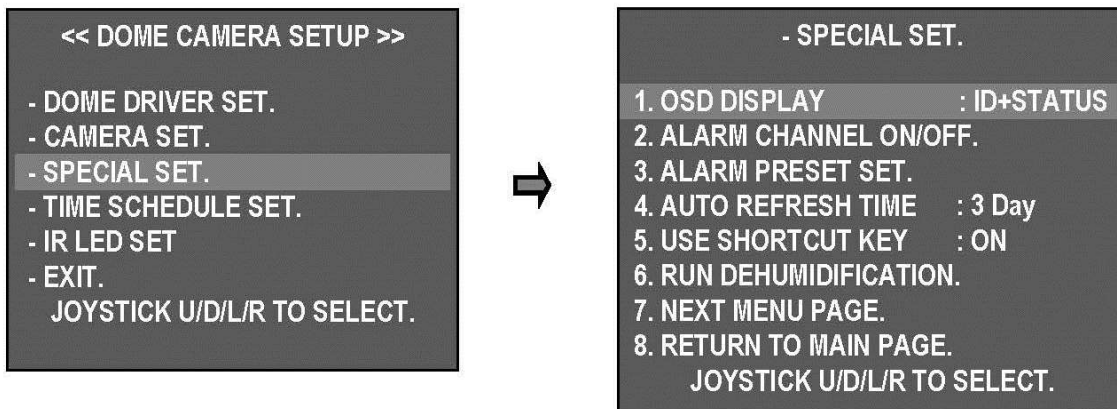 << DOME CAMERA SETUP >>
- DOME DRIVER SET.
- CAMERA SET.
- SPECIAL SET.
- TIME SCHEDULE SET.
- IR LED SET
- EXIT.
JOYSTICK U/D/L/R TO SELECT.
- SPECIAL SET.
1. OSD DISPLAY : ID+STATUS
2. ALARM CHANNEL ON/OFF.
3. ALARM PRESET SET.
4. AUTO REFRESH TIME : 3 Day
5. USE SHORTCUT KEY : ON
6. RUN DEHUMIDIFICATION.
7. NEXT MENU PAGE.
8. RETURN TO MAIN PAGE.
JOYSTICK U/D/L/R TO SELECT.